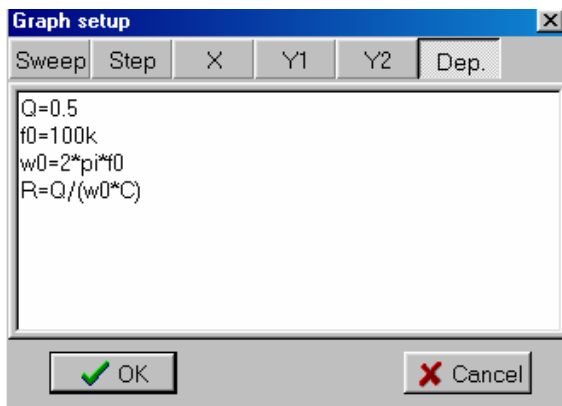 Graph setup
Sweep Step X Y1 Y2 Dep.
Q=0.5
f0=100k
w0=2*pi*f0
R=Q/(w0*C)
OK Cancel